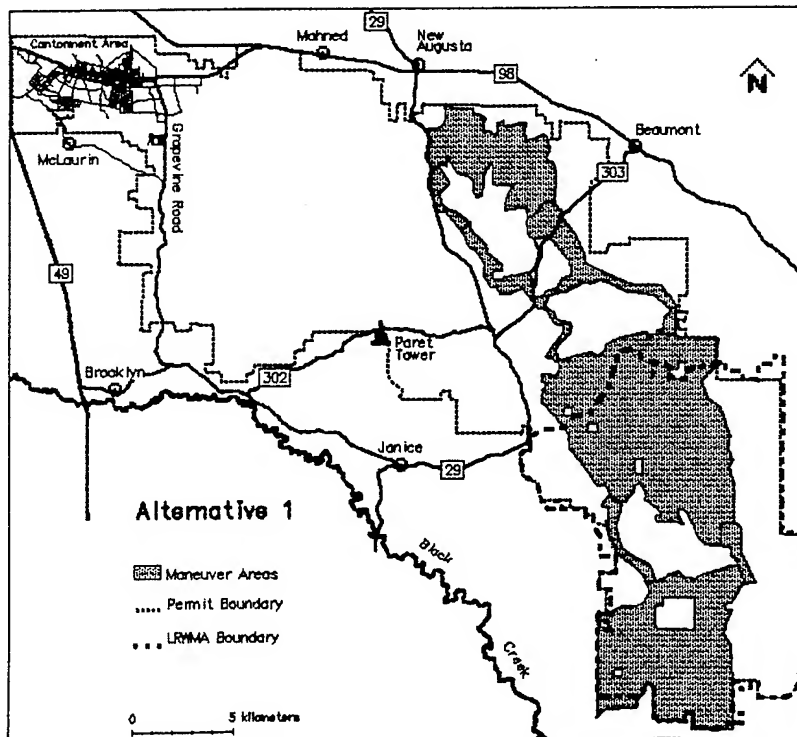 29
Mahned
New
Augusta
Cantonment Area
98
N
Beaumont
McLaurin
Grapevine Road
303
49
Paret
Tower
Brooklyn
302
Janice
29
Alternative 1
Black
Creek
Maneuver Areas
Permit Boundary
LRWMA Boundary
0 5 kilometers